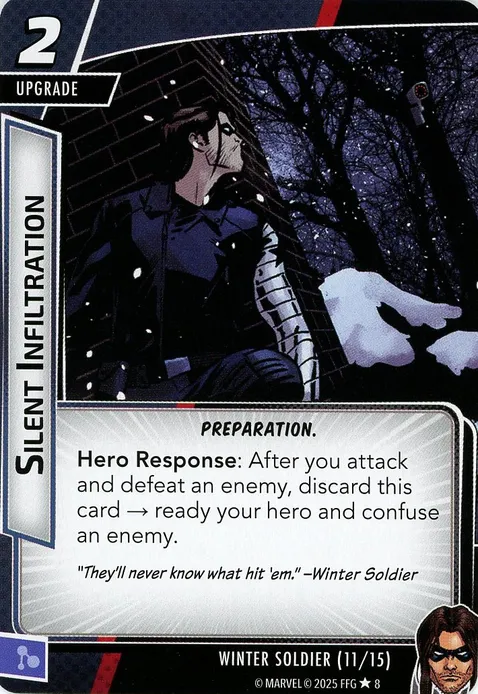 2
UPGRADE
SILENT INFILTRATION
PREPARATION.
Hero Response: After you attack
and defeat an enemy, discard this
card → ready your hero and confuse
an enemy.
"They'll never know what hit 'em." –Winter Soldier
WINTER SOLDIER (11/15)
© MARVEL © 2025 FFG ★ 8